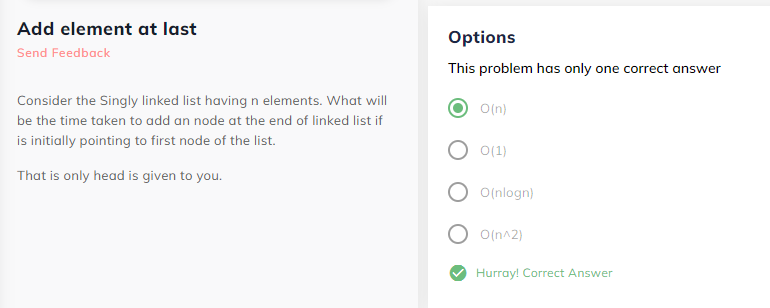 Add element at last
Send Feedback
Consider the Singly linked list having n elements. What will
be the time taken to add an node at the end of linked list if
is initially pointing to first node of the list.
That is only head is given to you.
Options
This problem has only one correct answer
O(n)
O(1)
O(nlogn)
O(n^2)
Hurray! Correct Answer